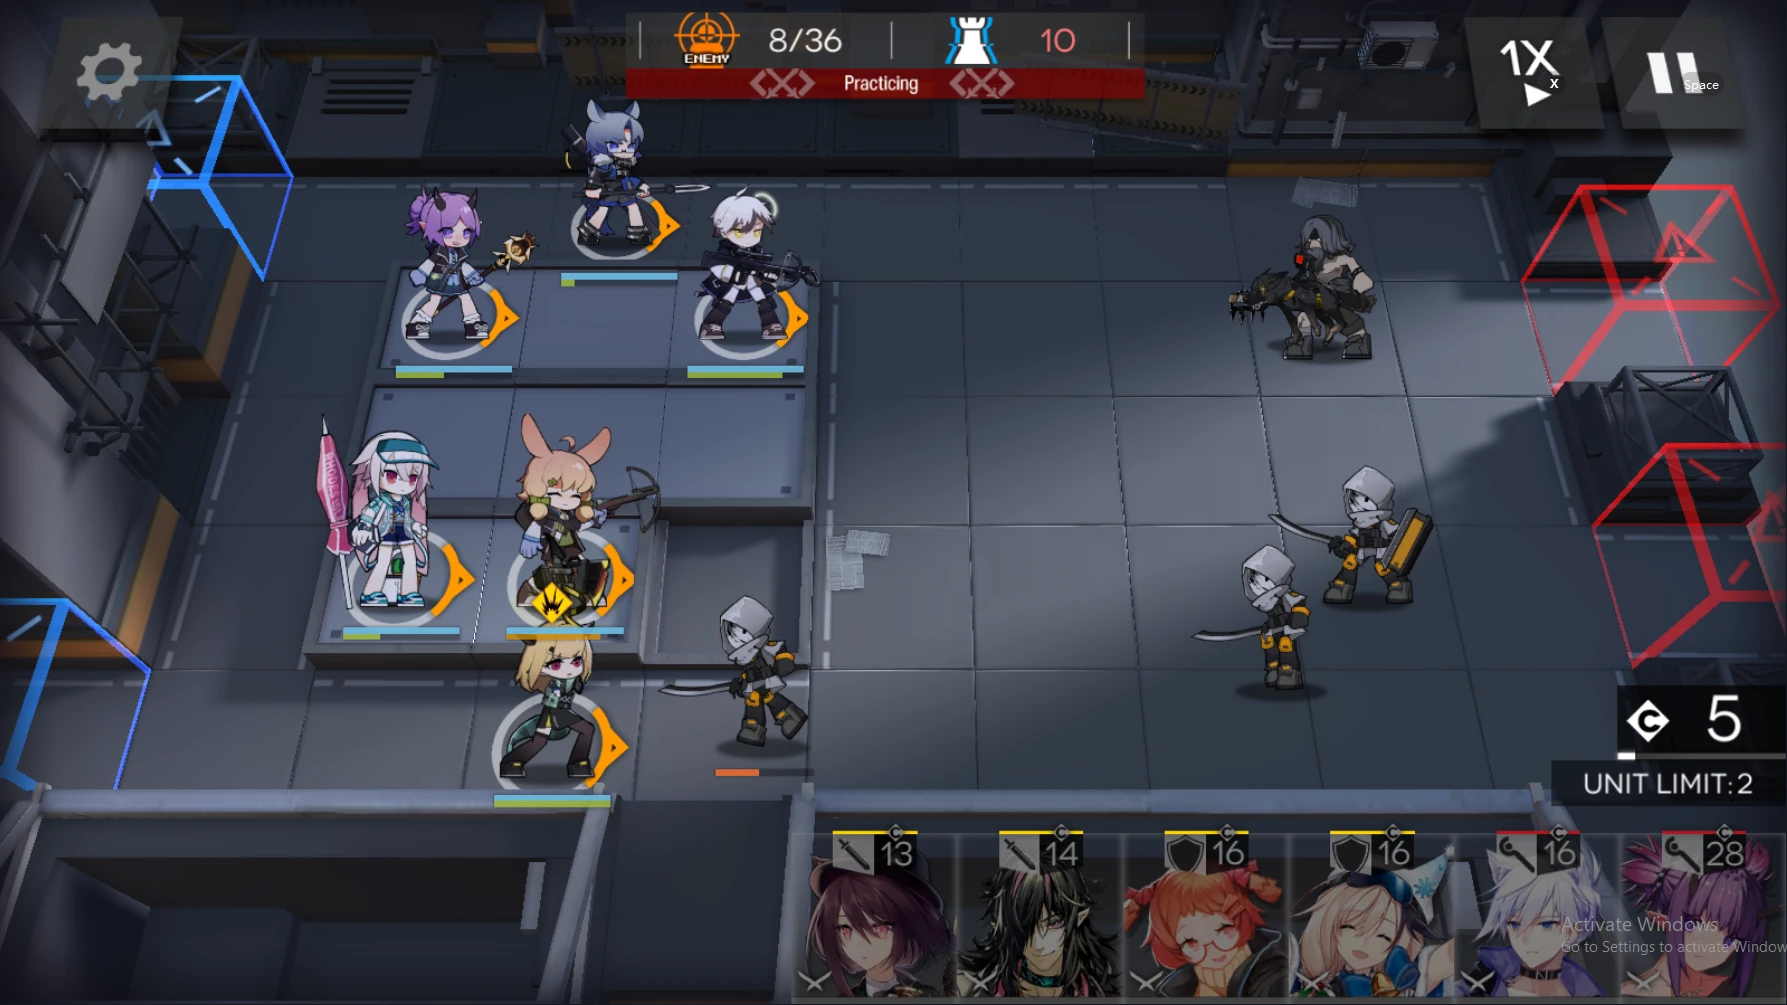 ENEMY
8/36
10
Practicing
1X
X
Space
RHODES
5
UNIT LIMIT:2
13
14
16
16
16
28
Activate Windows
Go to Settings to activate Window